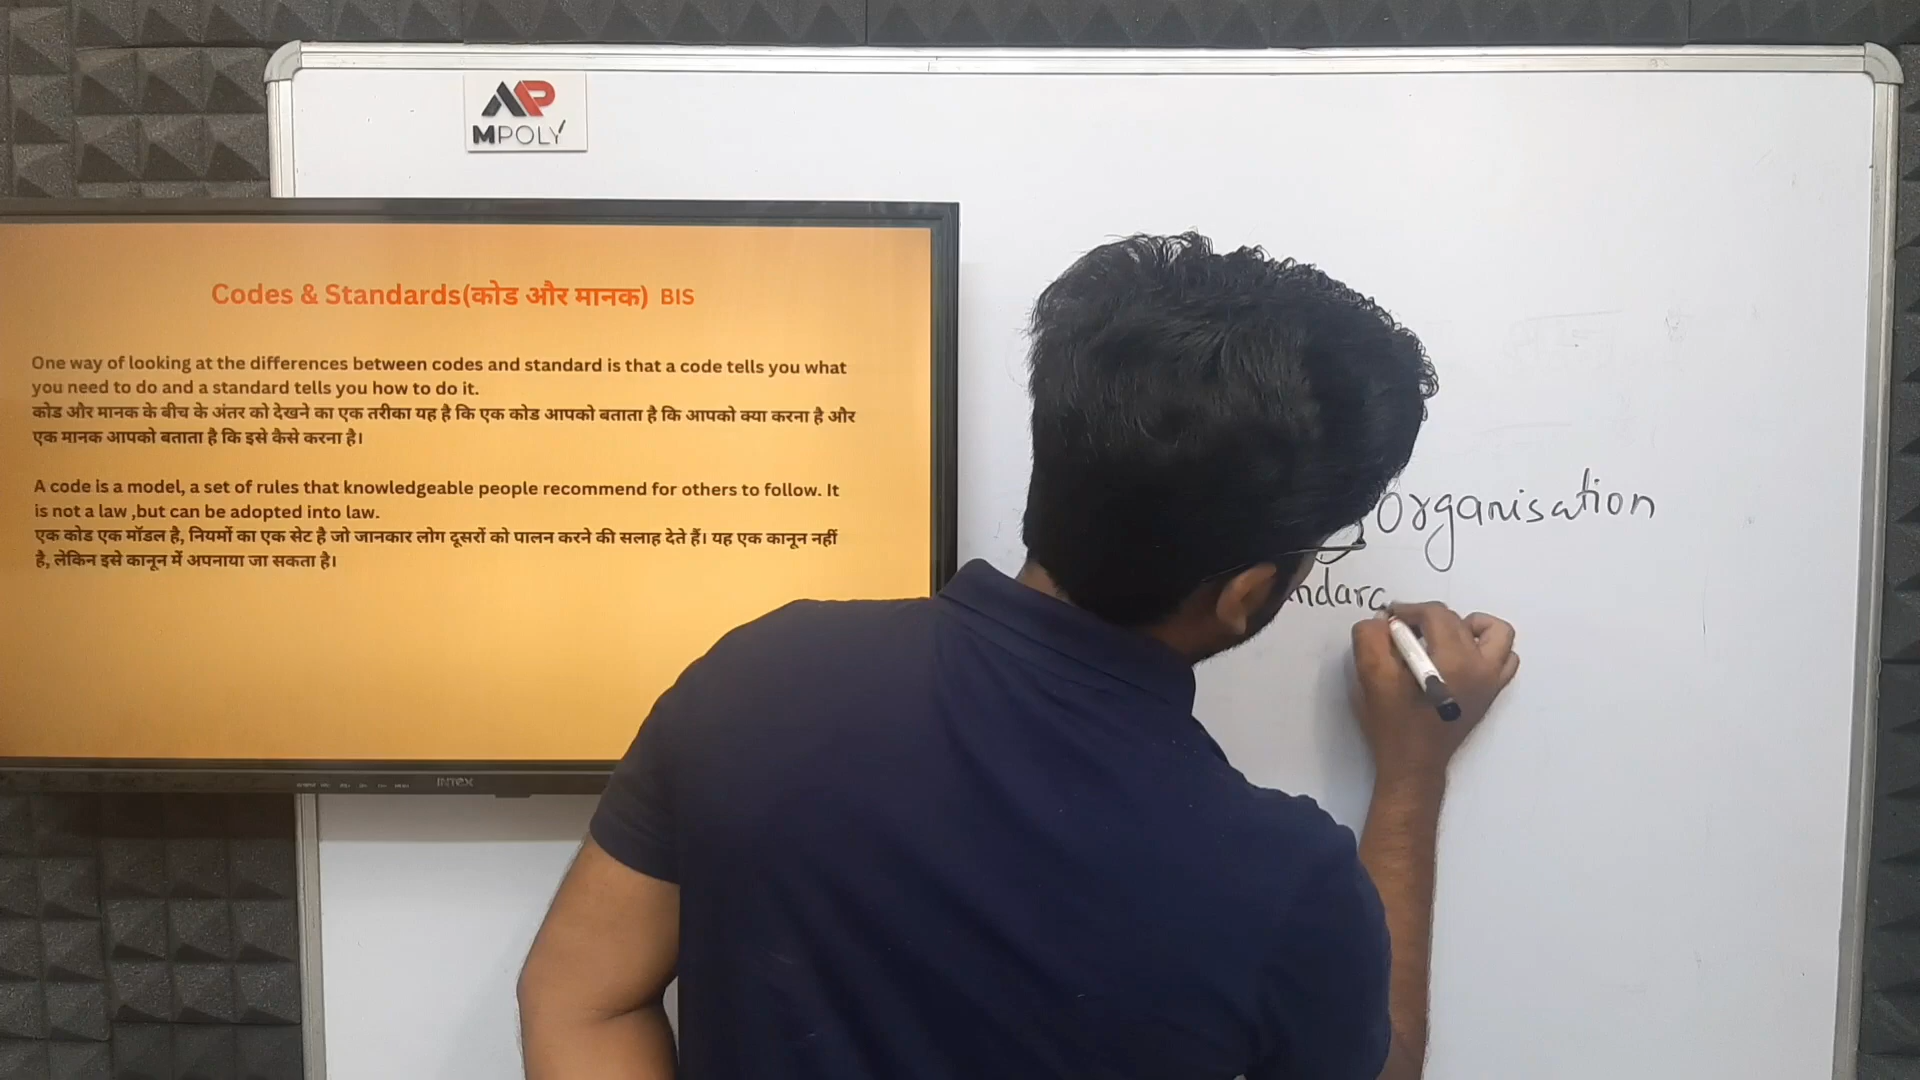 AP
MPOLY
Codes & Standards(कोड और मानक) BIS
One way of looking at the differences between codes and standard is that a code tells you what
you need to do and a standard tells you how to do it.
कोड और मानक के बीच के अंतर को देखने का एक तरीका यह है कि एक कोड आपको बताता है कि आपको क्या करना है और
एक मानक आपको बताता है कि इसे कैसे करना है।
A code is a model, a set of rules that knowledgeable people recommend for others to follow. It
is not a law ,but can be adopted into law.
एक कोड एक मॉडल है, नियमों का एक सेट है जो जानकार लोग दूसरों को पालन करने की सलाह देते हैं। यह एक कानून नहीं
है, लेकिन इसे कानून में अपनाया जा सकता है।
INTEX
Organisation
ndar